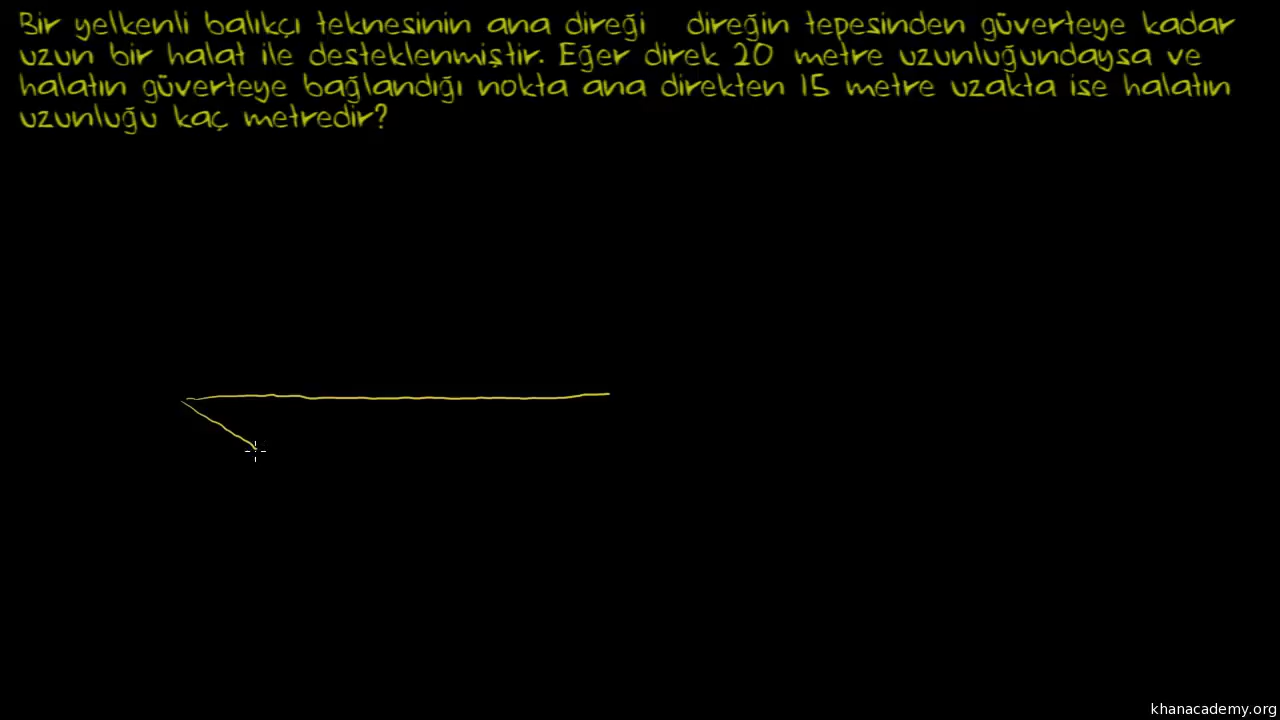 Bir yelkenli balıkçı teknesinin ana direği direğin tepesinden güverteye kadar
uzun bir halat ile desteklenmiştir. Eğer direk 20 metre uzunluğundaysa ve
halatın güverteye bağlandığı nokta ana direkten 15 metre uzakta ise halatın
uzunluğu kaç metredir?
khanacademy.org